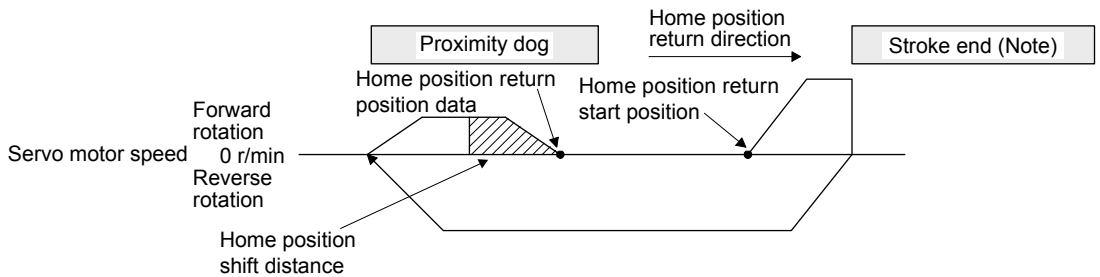 Proximity dog
Home position
return direction
Stroke end (Note)
Home position return
position data
Home position return
start position
Forward
rotation
Servo motor speed 0 r/min
Reverse
rotation
Home position
shift distance